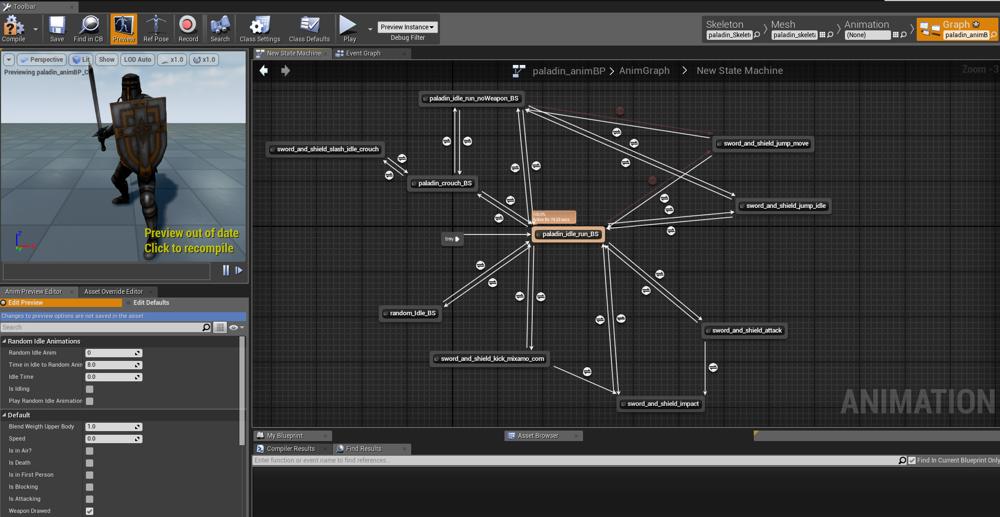 Toolbar
Compile
Save
Find in CB
Preview
Ref Pose
Record
Search
Class Settings
Class Defaults
Play
Preview Instance
Debug Filter
Skeleton
paladin_Skelet
Mesh
paladin_skelet
Animation
(None)
Graph
paladin_animB
Perspective
Lit
Show
LOD Auto
x1.0
x1.0
Previewing paladin_animBP_C
Z
X
Y
Preview out of date
Click to recompile
New State Machine
Event Graph
paladin_animBP
AnimGraph
New State Machine
Zoom -3
paladin_idle_run_noWeapon_BS
sword_and_shield_slash_idle_crouch
sword_and_shield_jump_move
paladin_crouch_BS
sword_and_shield_jump_idle
100.0%
Active for 74.23 secs
paladin_idle_run_BS
Entry
random_Idle_BS
sword_and_shield_attack
sword_and_shield_kick_mixamo_com
sword_and_shield_impact
ANIMATION
Anim Preview Editor
Asset Override Editor
Edit Preview
Edit Defaults
Changes to preview options are not saved in the asset.
Search
Random Idle Animations
Random Idle Anim
0
Time in Idle to Random Anin
8.0
Idle Time
0.0
Is Idling
Play Random Idle Animation
Default
Blend Weigth Upper Body
1.0
Speed
0.0
Is in Air?
Is Death
Is in First Person
Is Blocking
Is Attacking
Weapon Drawed
My Blueprint
Asset Browser
Compiler Results
Find Results
Enter function or event name to find references...
Find In Current Blueprint Only